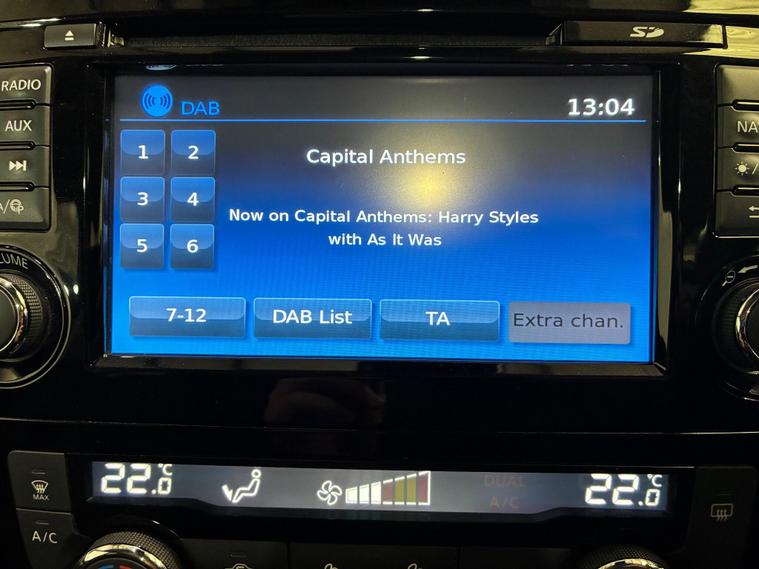 SD
RADIO
DAB
13:04
AUX
NA
1
2
Capital Anthems
3
4
Now on Capital Anthems: Harry Styles
with As It Was
5
6
7-12
DAB List
TA
Extra chan.
22.0 °C
DUAL
A/C
22.0 °C
MAX
A/C